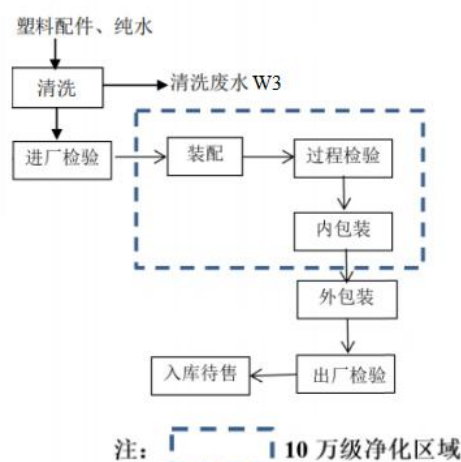 塑料配件、纯水
清洗
清洗废水 W3
进厂检验
装配
过程检验
内包装
外包装
入库待售
出厂检验
注：
10 万级净化区域